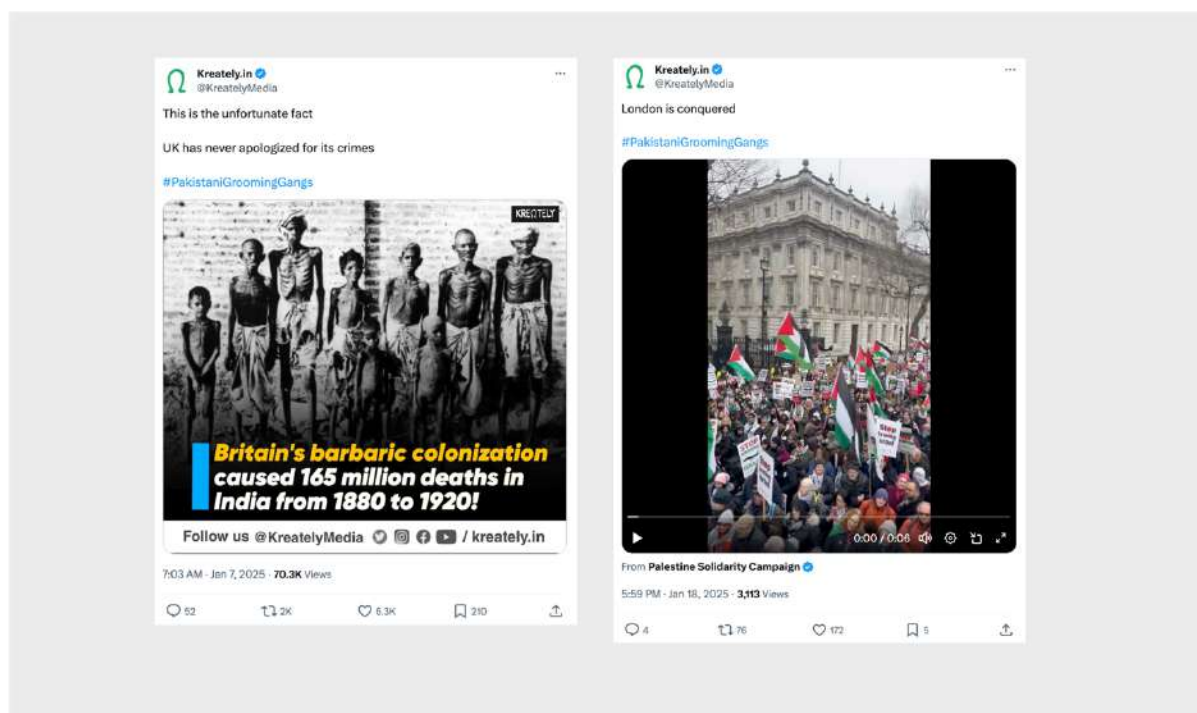 Kreately.in
@KreatelyMedia
This is the unfortunate fact
UK has never apologized for its crimes
#PakistaniGroomingGangs
KREATELY
Britain's barbaric colonization
caused 165 million deaths in
India from 1880 to 1920!
Follow us @KreatelyMedia / kreately.in
7:03 AM · Jan 7, 2025 · 70.3K Views
52 2K 6.3K 210
Kreately.in
@KreatelyMedia
London is conquered
#PakistaniGroomingGangs
STOP
Stop
0:00 / 0:06
From Palestine Solidarity Campaign
5:59 PM · Jan 18, 2025 · 3,113 Views
4 76 172 5